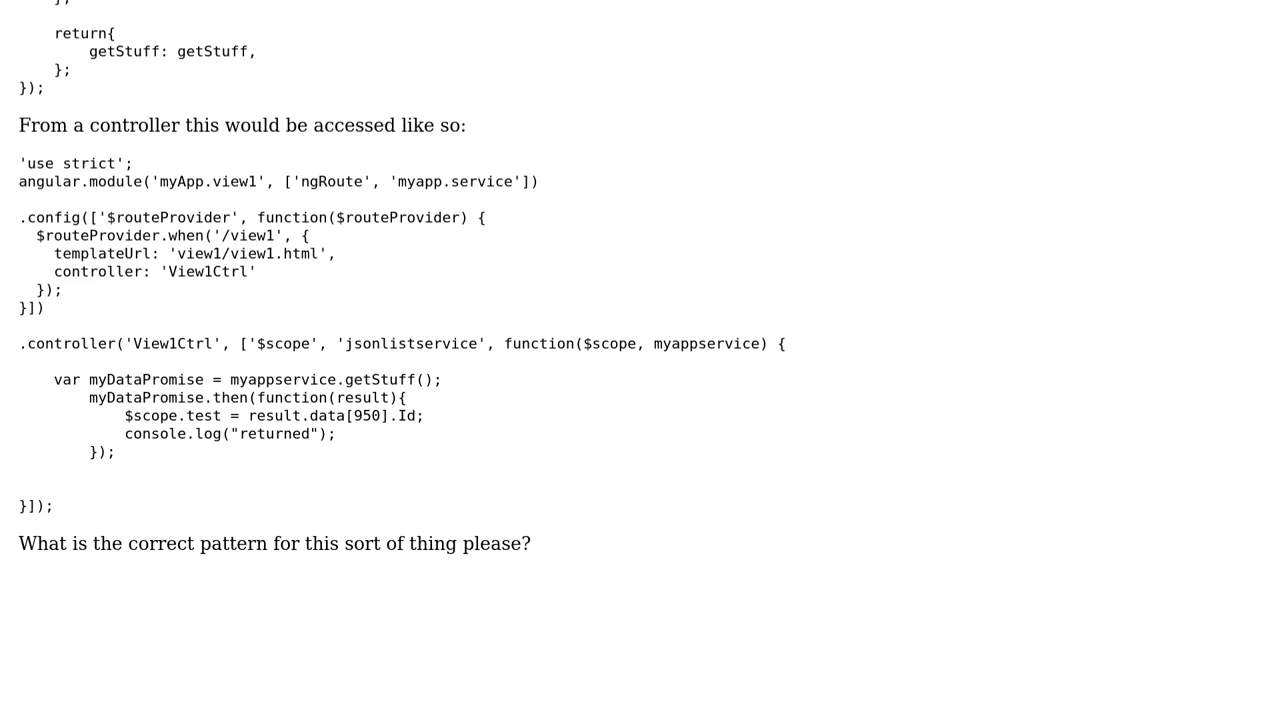 };
return{
getStuff: getStuff,
};
});
From a controller this would be accessed like so:
'use strict';
angular.module('myApp.view1', ['ngRoute', 'myapp.service'])
.config(['$routeProvider', function($routeProvider) {
$routeProvider.when('/view1', {
templateUrl: 'view1/view1.html',
controller: 'View1Ctrl'
});
}])
.controller('View1Ctrl', ['$scope', 'jsonlistservice', function($scope, myappservice) {
var myDataPromise = myappservice.getStuff();
myDataPromise.then(function(result){
$scope.test = result.data[950].Id;
console.log("returned");
});
}]);
What is the correct pattern for this sort of thing please?